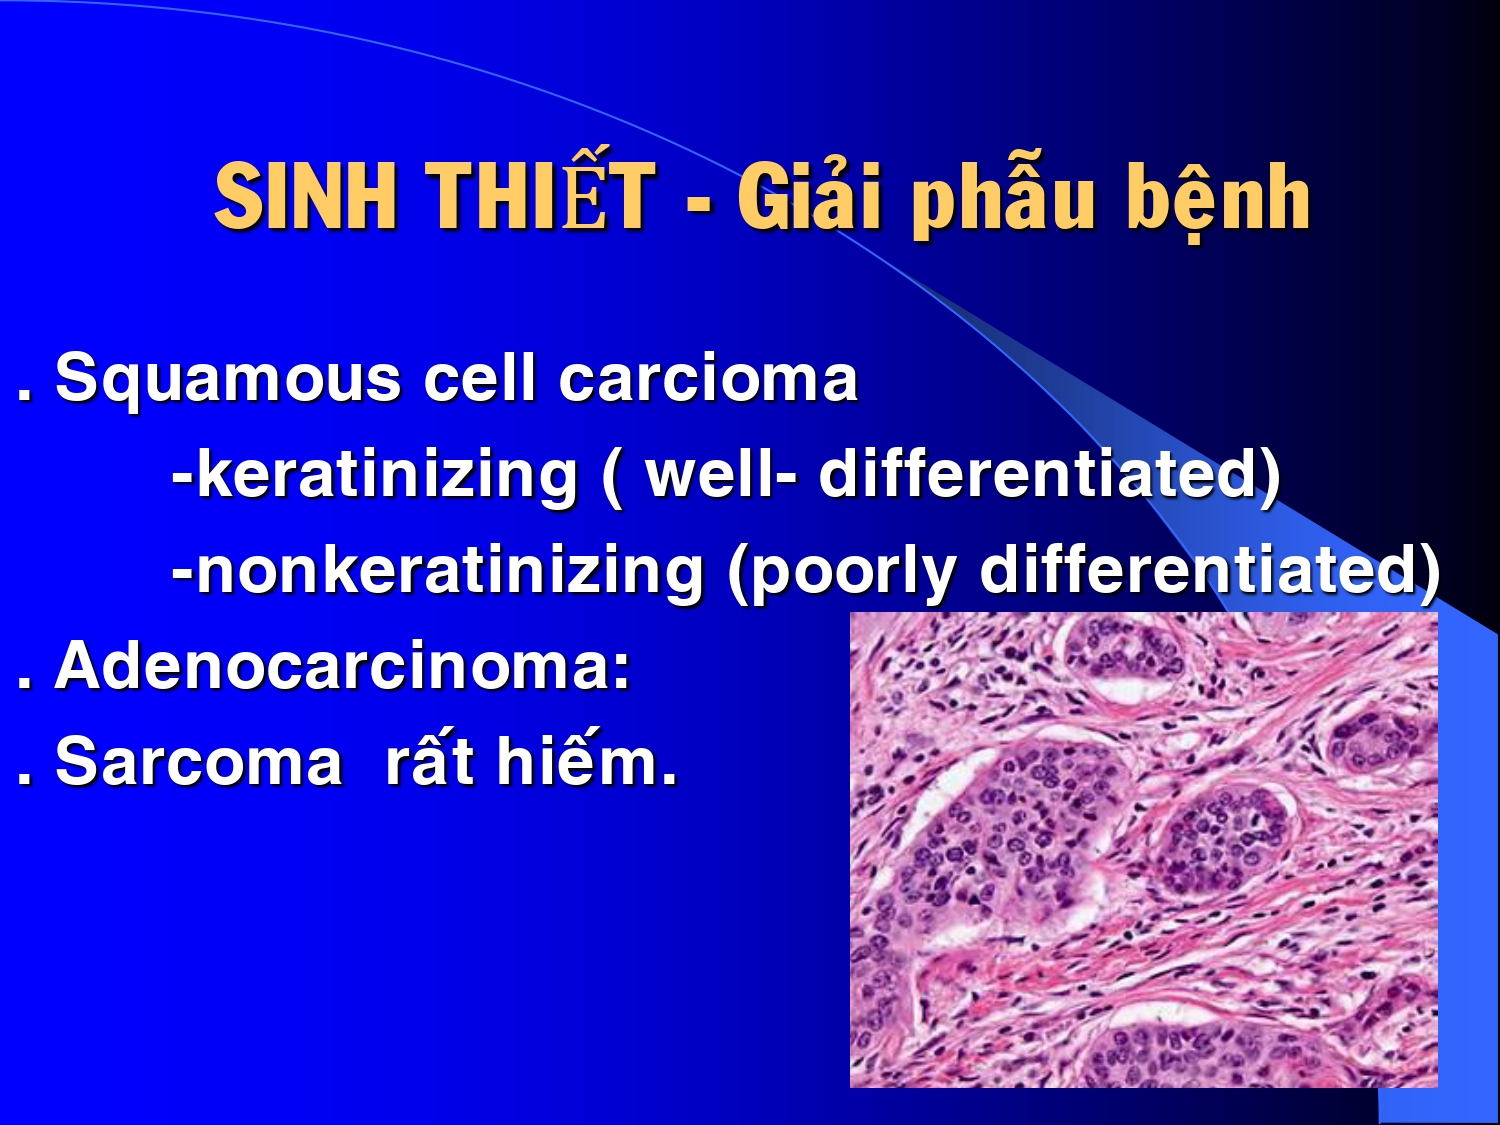 SINH THIẾT - Giải phẫu bệnh
. Squamous cell carcioma
-keratinizing ( well- differentiated)
-nonkeratinizing (poorly differentiated)
. Adenocarcinoma:
. Sarcoma rất hiếm.